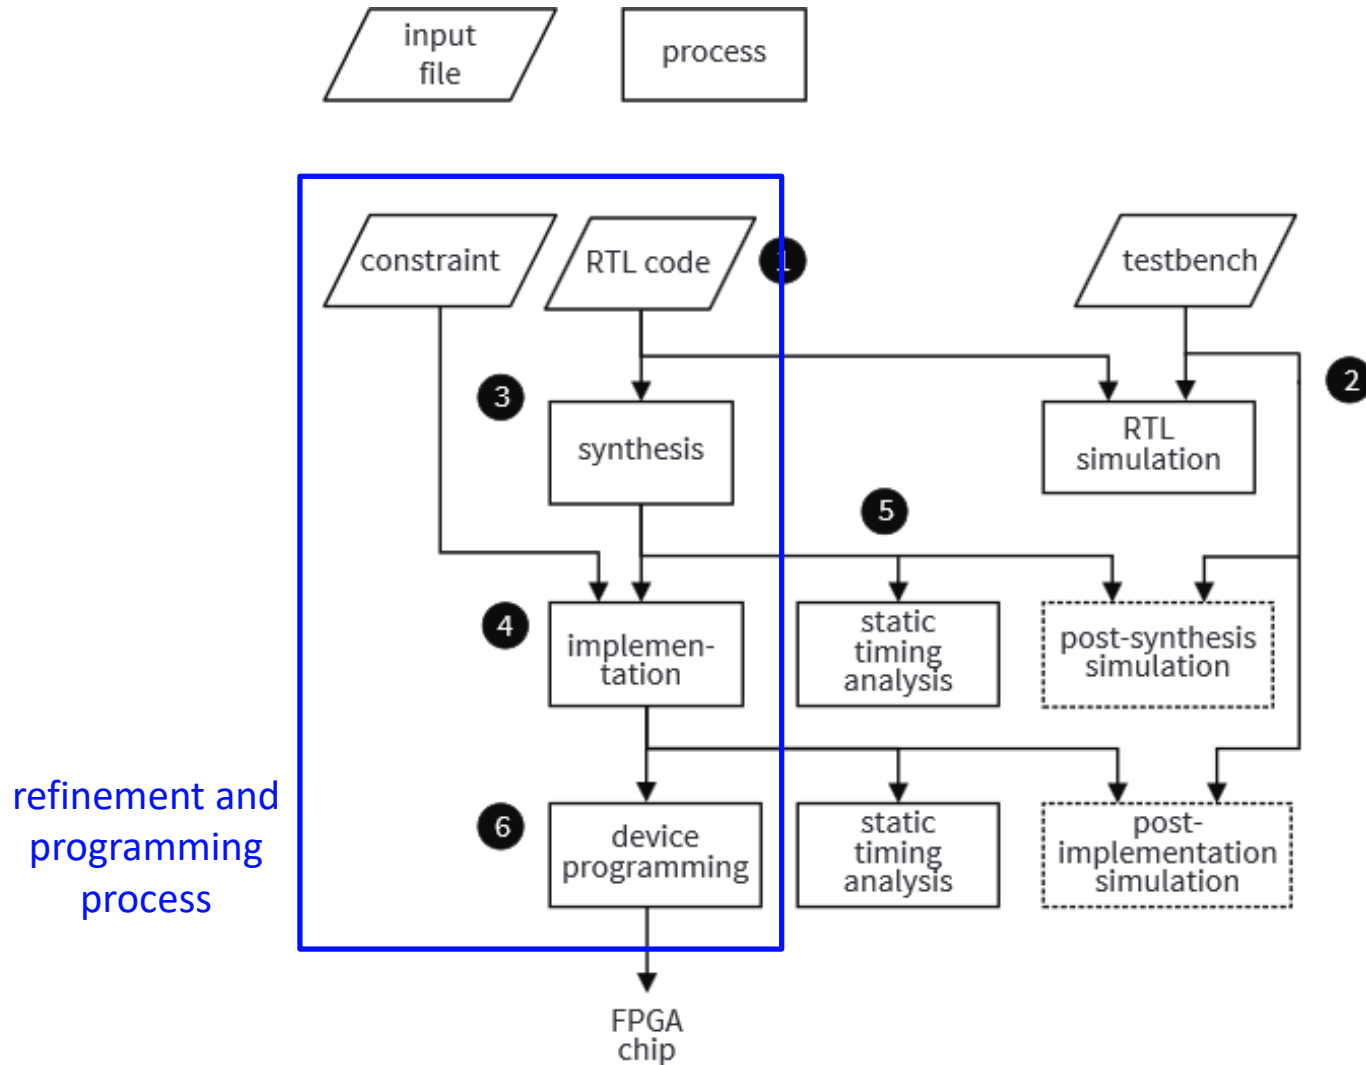 input
file
process
constraint
RTL code
1
testbench
2
3
synthesis
RTL
simulation
5
4
implemen-
tation
static
timing
analysis
post-synthesis
simulation
refinement and
programming
process
6
device
programming
static
timing
analysis
post-
implementation
simulation
FPGA
chip